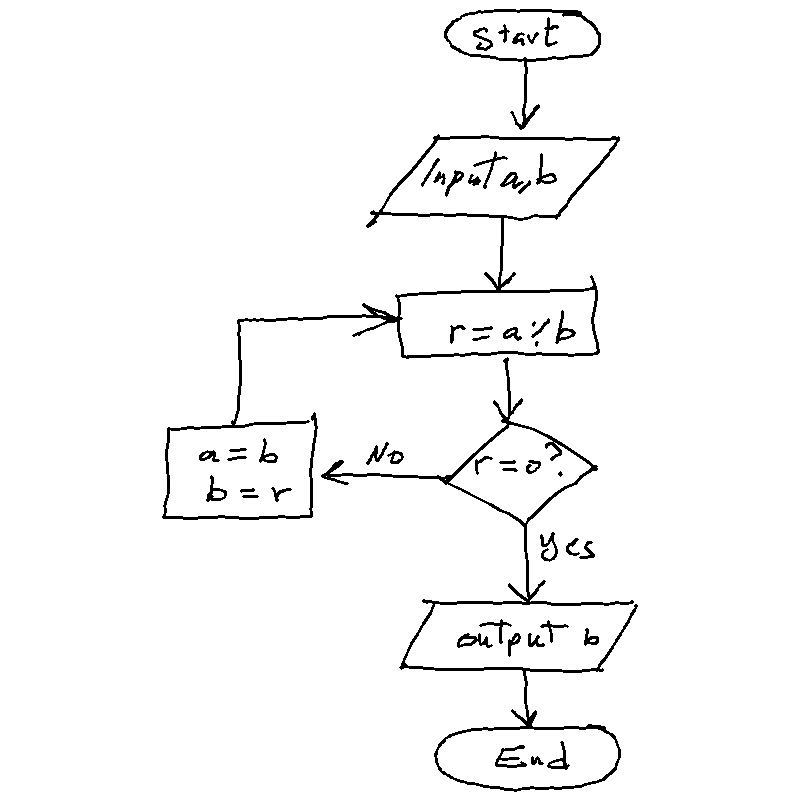 Start
Input a, b
r = a % b
r = 0?
No
a = b
b = r
Yes
output b
End